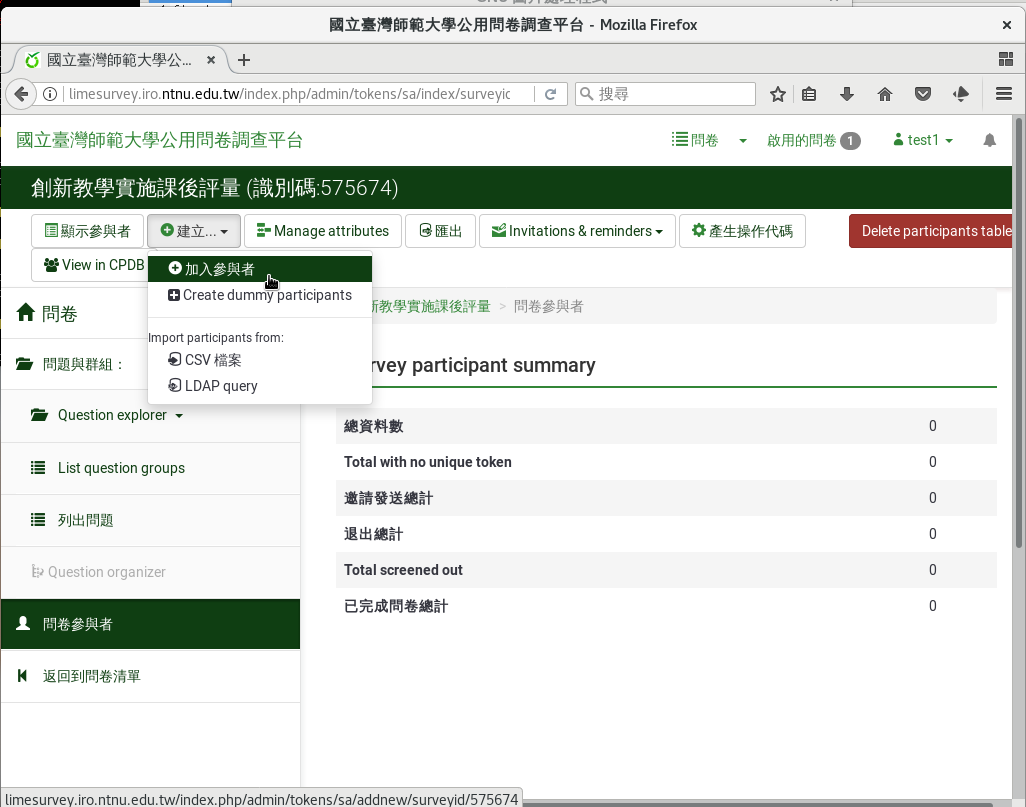 國立臺灣師範大學公用問卷調查平台 - Mozilla Firefox
國立臺灣師範大學公...
limesurvey.iro.ntnu.edu.tw/index.php/admin/tokens/sa/index/surveyic
搜尋
國立臺灣師範大學公用問卷調查平台
問卷
啟用的問卷 1
test1
創新教學實施課後評量 (識別碼:575674)
顯示參與者
建立...
Manage attributes
匯出
Invitations & reminders
產生操作代碼
Delete participants table
View in CPDB
加入參與者
Create dummy participants
Import participants from:
CSV 檔案
LDAP query
新教學實施課後評量 > 問卷參與者
問卷
問題與群組：
Question explorer
List question groups
列出問題
Question organizer
問卷參與者
返回到問卷清單
rvey participant summary
總資料數 0
Total with no unique token 0
邀請發送總計 0
退出總計 0
Total screened out 0
已完成問卷總計 0
limesurvey.iro.ntnu.edu.tw/index.php/admin/tokens/sa/addnew/surveyid/575674